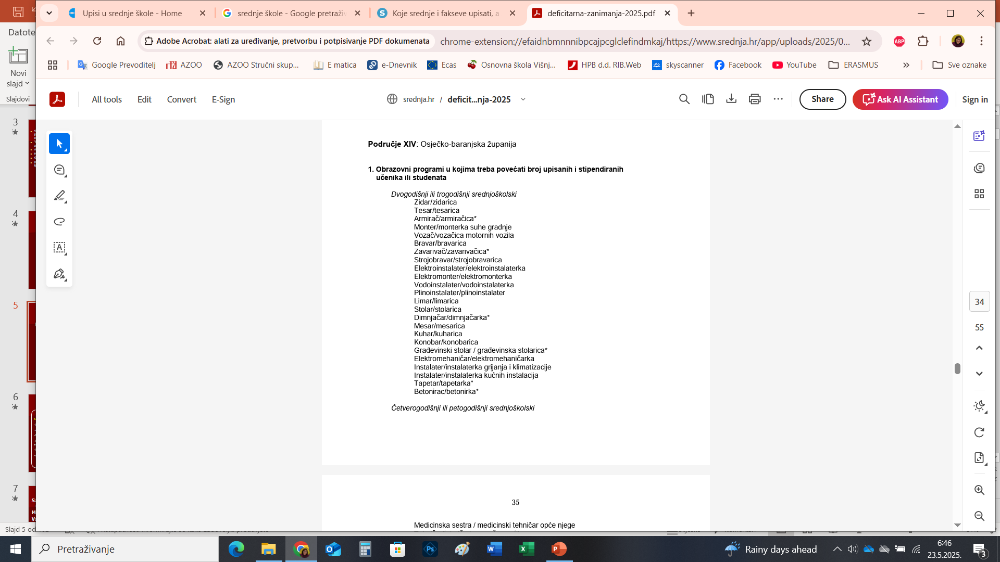 Upisi u srednje škole - Home
srednje škole - Google pretraživ
Koje srednje i fakseve upisati, a
deficitarna-zanimanja-2025.pdf
Datote
Adobe Acrobat: alati za uređivanje, pretvorbu i potpisivanje PDF dokumenata
chrome-extension://efaidnbmnnnibpcajpcglclefindmkaj/https://www.srednja.hr/app/uploads/2025/0...
ABP
Google Prevoditelj
AZOO
AZOO Stručni skup...
E matica
e-Dnevnik
Ecas
Osnovna škola Višnj...
HPB d.d. RIB.Web
skyscanner
Facebook
YouTube
ERASMUS
Sve oznake
Novi
slajd
Slajdovi
All tools
Edit
Convert
E-Sign
srednja.hr / deficit...nja-2025
Share
Ask AI Assistant
Sign in
3
4
5
6
7
Područje XIV: Osječko-baranjska županija
1. Obrazovni programi u kojima treba povećati broj upisanih i stipendiranih
učenika ili studenata
Dvogodišnji ili trogodišnji srednjoškolski
Zidar/zidarica
Tesar/tesarica
Armirač/armiračica*
Monter/monterka suhe gradnje
Vozač/vozačica motornih vozila
Bravar/bravarica
Zavarivač/zavarivačica*
Strojobravar/strojobravarica
Elektroinstalater/elektroinstalaterka
Elektromonter/elektromonterka
Vodoinstalater/vodoinstalaterka
Plinoinstalater/plinoinstalater
Limar/limarica
Stolar/stolarica
Dimnjačar/dimnjačarka*
Mesar/mesarica
Kuhar/kuharica
Konobar/konobarica
Građevinski stolar / građevinska stolarica*
Elektromehaničar/elektromehaničarka
Instalater/instalaterka grijanja i klimatizacije
Instalater/instalaterka kućnih instalacija
Tapetar/tapetarka*
Betonirac/betonirka*
Četverogodišnji ili petogodišnji srednjoškolski
35
Medicinska sestra / medicinski tehničar opće njege
34
55
Slajd 5 od
Pretraživanje
Rainy days ahead
6:46
23.5.2025.
3